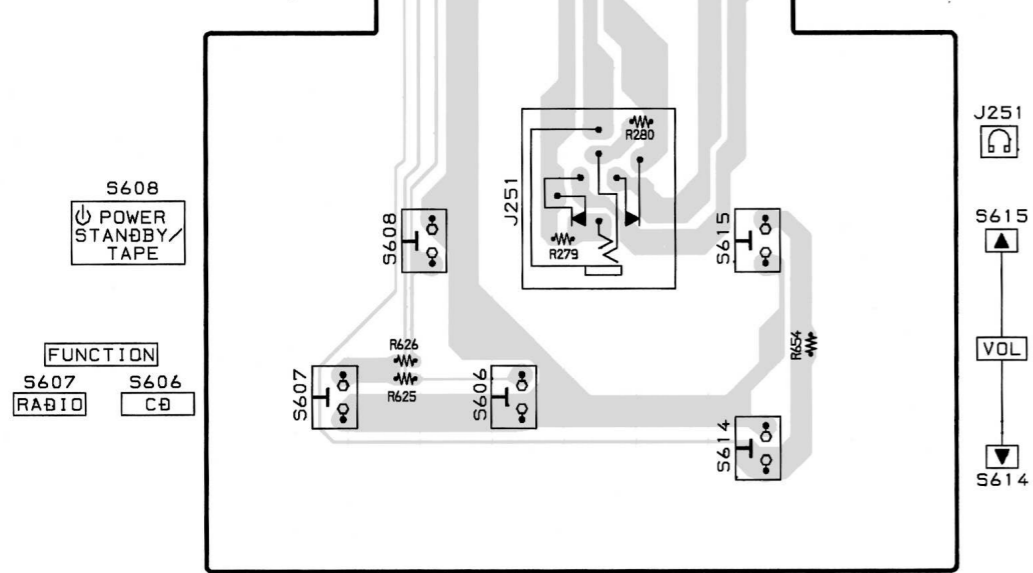 J251
R280
S608
⏻ POWER
STANDBY/
TAPE
J251
S608
R279
S615
S615
▲
FUNCTION
S607
RADIO
S606
CD
R626
R625
S607
S606
R654
VOL
S614
▼
S614